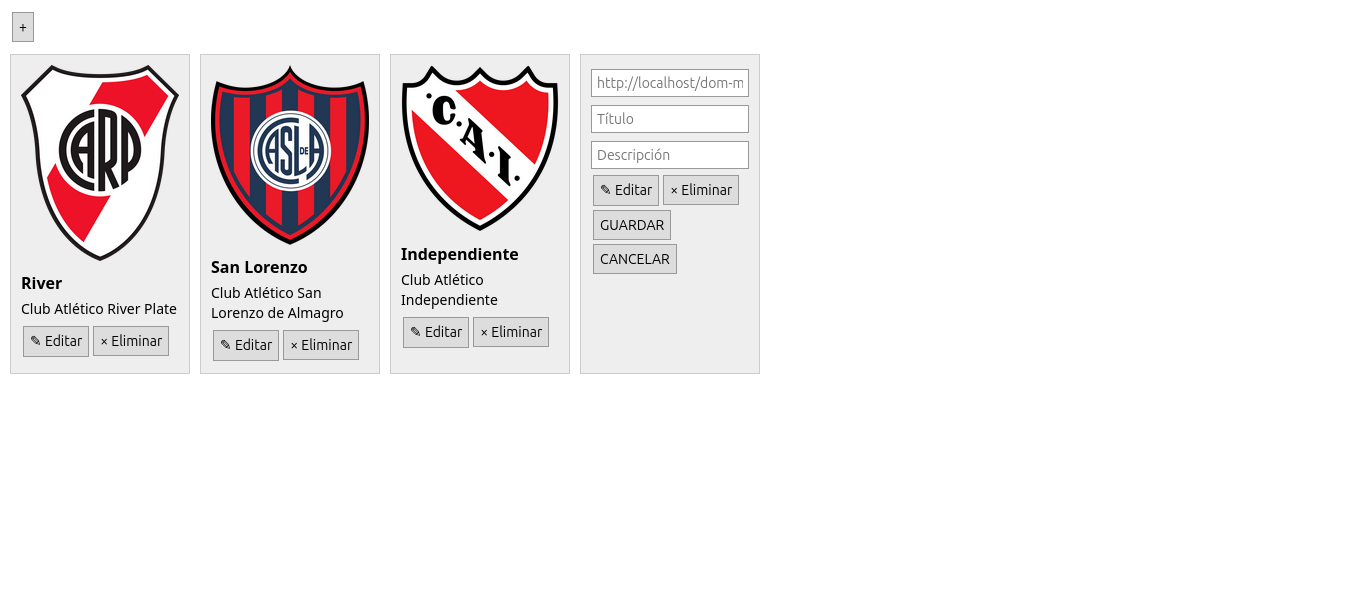 +
CARP
River
Club Atlético River Plate
✎ Editar × Eliminar
CASLA
DE
San Lorenzo
Club Atlético San
Lorenzo de Almagro
✎ Editar × Eliminar
.C.A.I.
Independiente
Club Atlético
Independiente
✎ Editar × Eliminar
http://localhost/dom-m
Título
Descripción
✎ Editar × Eliminar
GUARDAR
CANCELAR